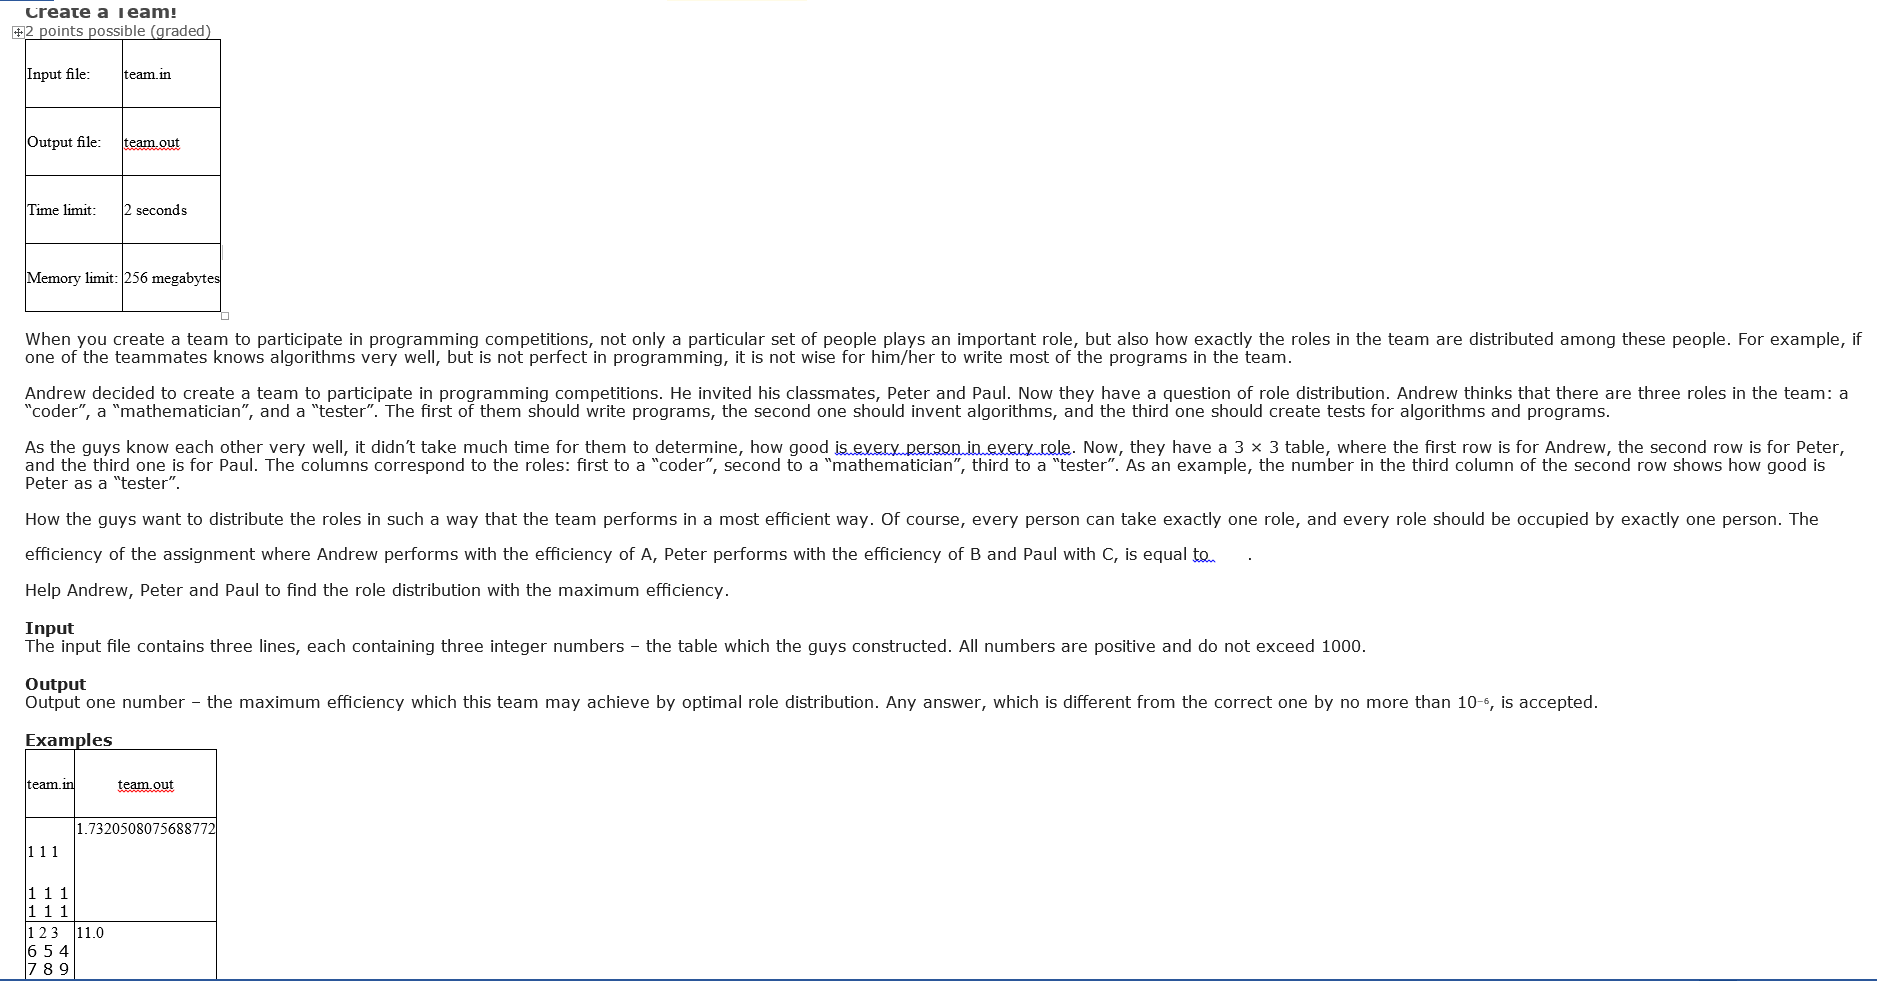 Create a Team!
2 points possible (graded)
Input file: team.in
Output file: team.out
Time limit: 2 seconds
Memory limit: 256 megabytes
When you create a team to participate in programming competitions, not only a particular set of people plays an important role, but also how exactly the roles in the team are distributed among these people. For example, if
one of the teammates knows algorithms very well, but is not perfect in programming, it is not wise for him/her to write most of the programs in the team.
Andrew decided to create a team to participate in programming competitions. He invited his classmates, Peter and Paul. Now they have a question of role distribution. Andrew thinks that there are three roles in the team: a
“coder”, a “mathematician”, and a “tester”. The first of them should write programs, the second one should invent algorithms, and the third one should create tests for algorithms and programs.
As the guys know each other very well, it didn’t take much time for them to determine, how good is every person in every role. Now, they have a 3 × 3 table, where the first row is for Andrew, the second row is for Peter,
and the third one is for Paul. The columns correspond to the roles: first to a “coder”, second to a “mathematician”, third to a “tester”. As an example, the number in the third column of the second row shows how good is
Peter as a “tester”.
How the guys want to distribute the roles in such a way that the team performs in a most efficient way. Of course, every person can take exactly one role, and every role should be occupied by exactly one person. The
efficiency of the assignment where Andrew performs with the efficiency of A, Peter performs with the efficiency of B and Paul with C, is equal to .
Help Andrew, Peter and Paul to find the role distribution with the maximum efficiency.
Input
The input file contains three lines, each containing three integer numbers – the table which the guys constructed. All numbers are positive and do not exceed 1000.
Output
Output one number – the maximum efficiency which this team may achieve by optimal role distribution. Any answer, which is different from the correct one by no more than 10⁻⁶, is accepted.
Examples
team.in team.out
1.7320508075688772
1 1 1
1 1 1
1 1 1
1 2 3 11.0
6 5 4
7 8 9